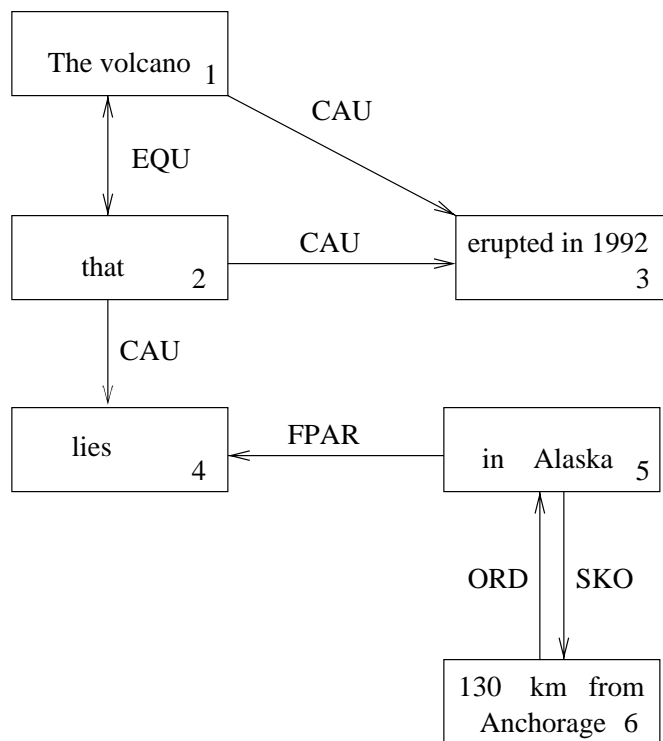 The volcano 1
CAU
EQU
CAU
erupted in 1992
3
that 2
CAU
lies 4
FPAR
in Alaska 5
ORD SKO
130 km from
Anchorage 6